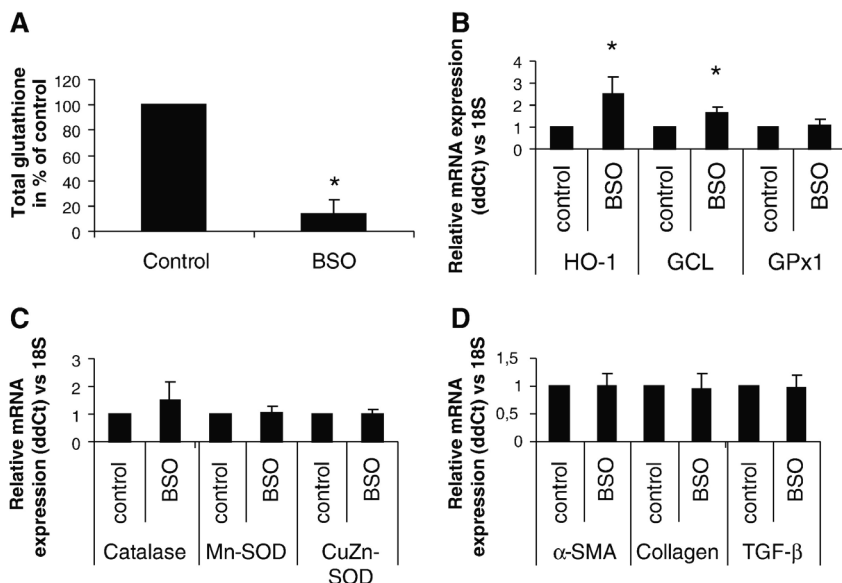 A
Total glutathione
in % of control
120
100
80
60
40
20
0
*
Control
BSO
B
Relative mRNA expression
(ddCt) vs 18S
4
3
2
1
0
*
*
control
BSO
control
BSO
control
BSO
HO-1
GCL
GPx1
C
Relative mRNA
expression (ddCt) vs 18S
3
2
1
0
control
BSO
control
BSO
control
BSO
Catalase
Mn-SOD
CuZn-
SOD
D
Relative mRNA
expression (ddCt) vs 18S
1,5
1
0,5
0
control
BSO
control
BSO
control
BSO
α-SMA
Collagen
TGF-β